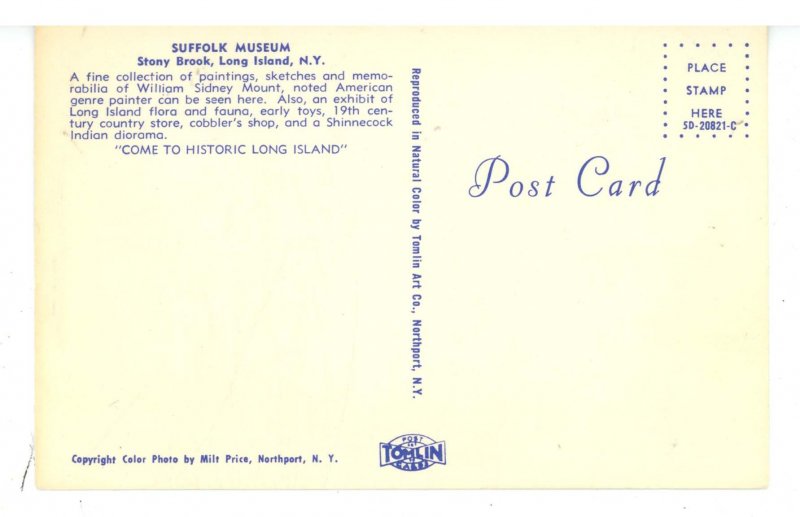 SUFFOLK MUSEUM
Stony Brook, Long Island, N.Y.
A fine collection of paintings, sketches and memo-
rabilia of William Sidney Mount, noted American
genre painter can be seen here. Also, an exhibit of
Long Island flora and fauna, early toys, 19th cen-
tury country store, cobbler's shop, and a Shinnecock
Indian diorama.
"COME TO HISTORIC LONG ISLAND"
Copyright Color Photo by Milt Price, Northport, N. Y.
Reproduced in Natural Color by Tomlin Art Co., Northport, N.Y.
POST
TOMLIN
CARDS
PLACE
STAMP
HERE
5D-20821-C
Post Card